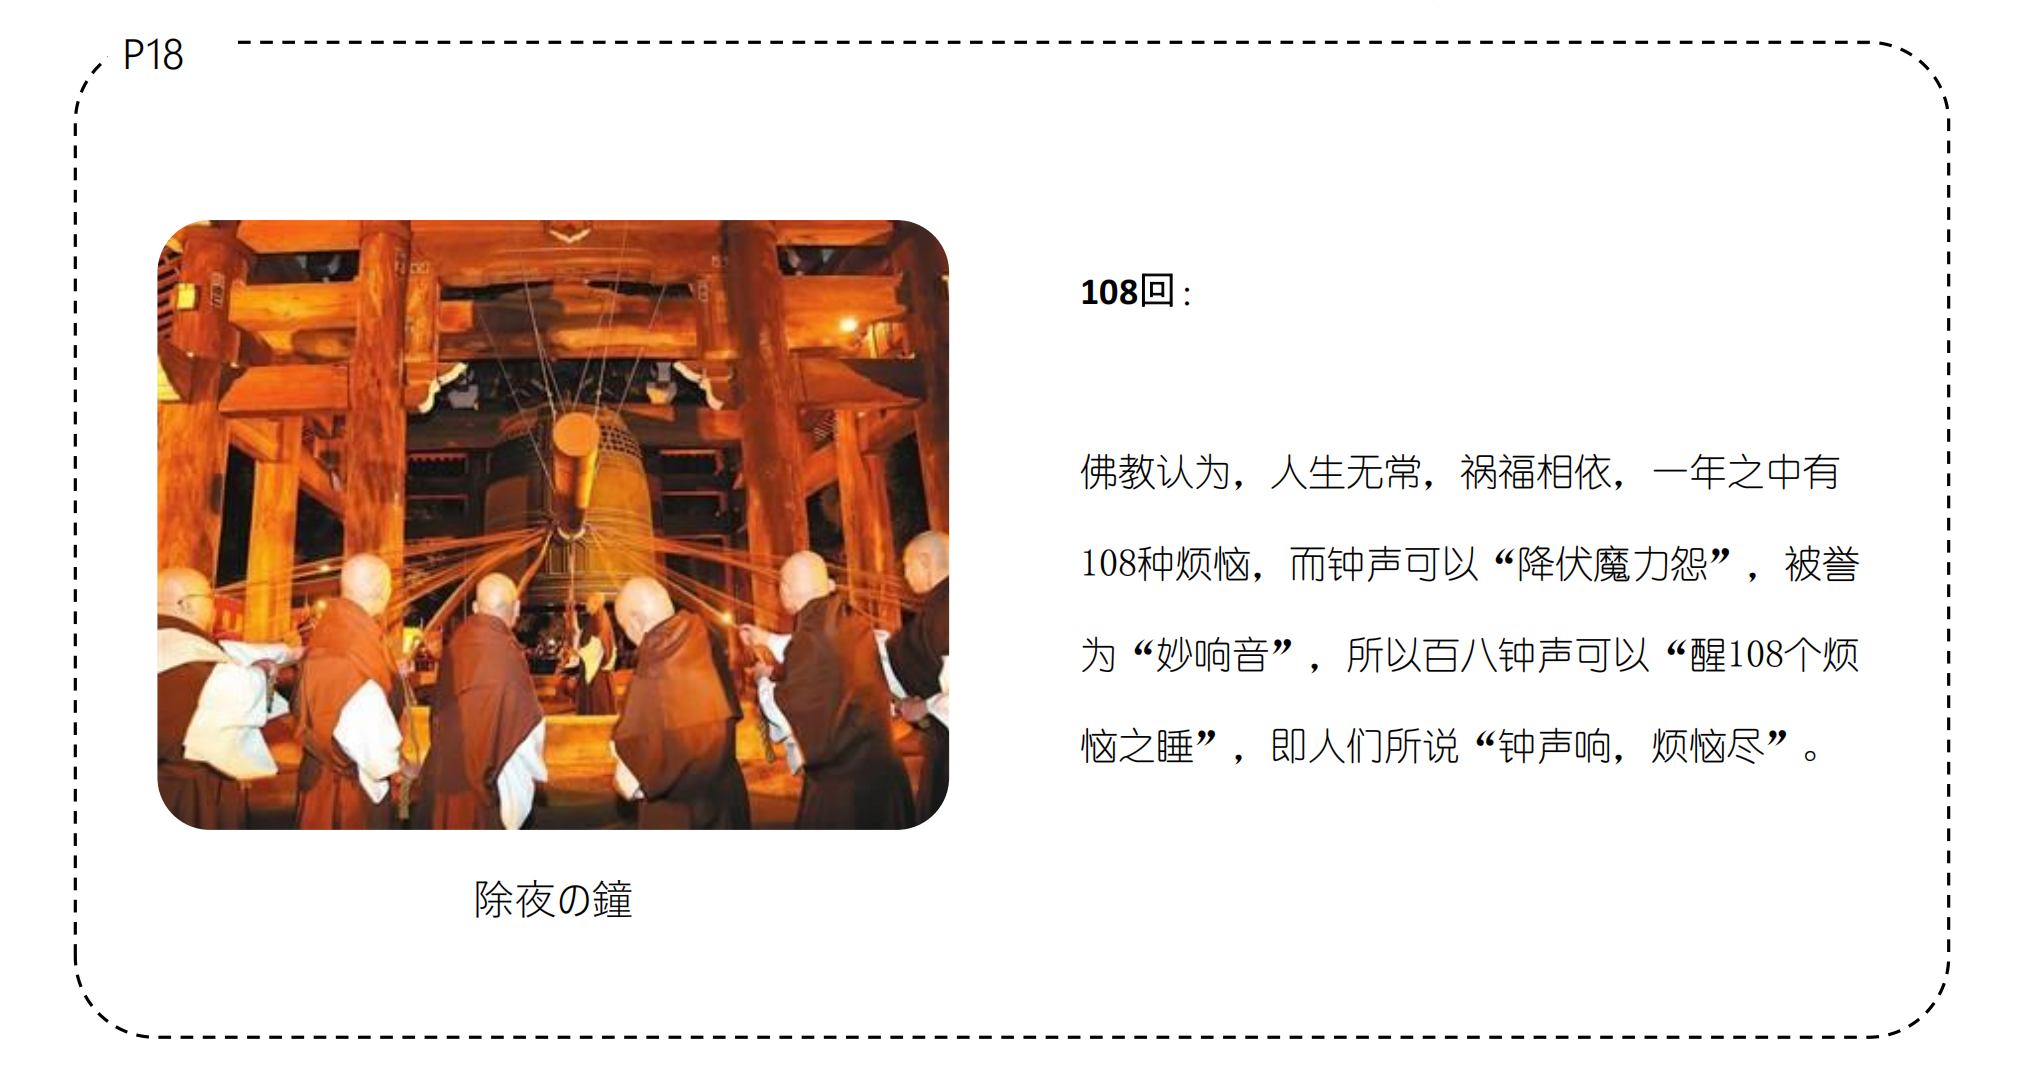 P18
108回：
佛教认为，人生无常，祸福相依，一年之中有
108种烦恼，而钟声可以“降伏魔力怨”，被誉
为“妙响音”，所以百八钟声可以“醒108个烦
恼之睡”，即人们所说“钟声响，烦恼尽”。
除夜の鐘